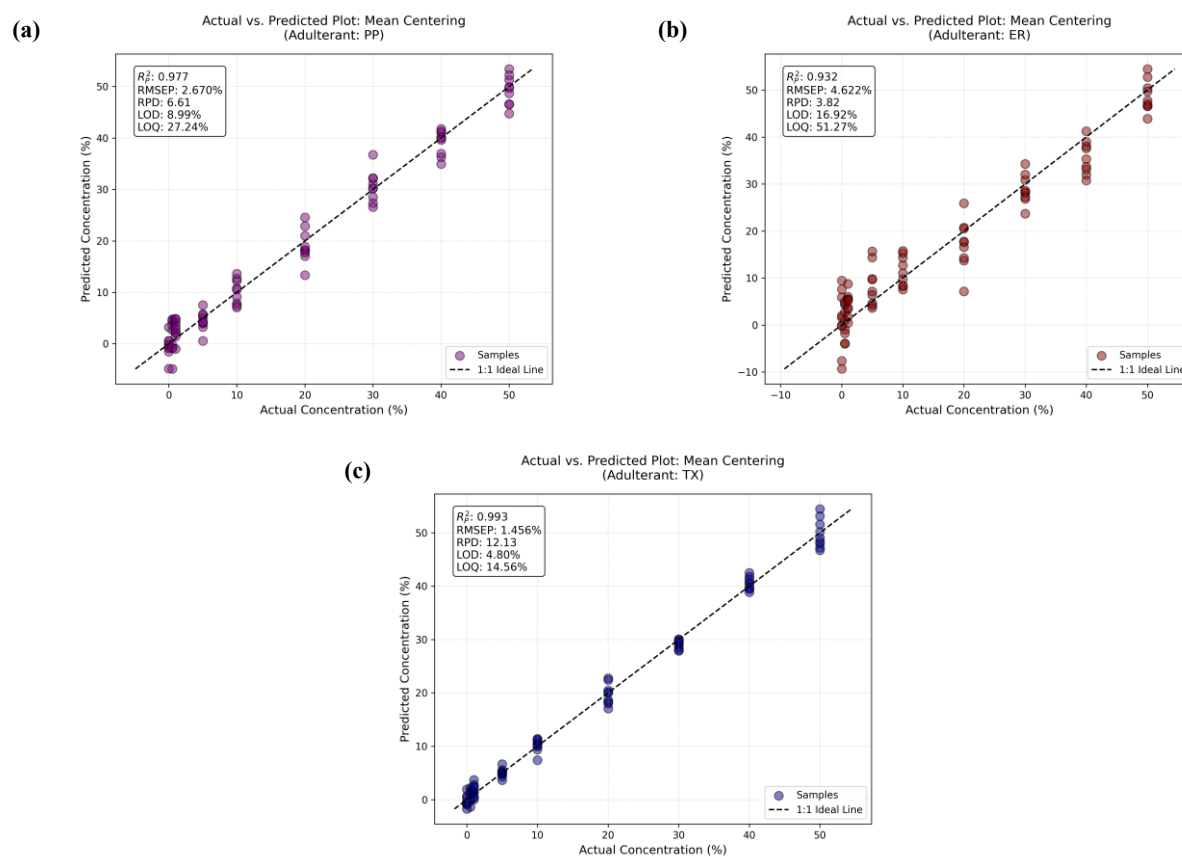 (a)
Actual vs. Predicted Plot: Mean Centering
(Adulterant: PP)
R²P: 0.977
RMSEP: 2.670%
RPD: 6.61
LOD: 8.99%
LOQ: 27.24%
Predicted Concentration (%)
50
40
30
20
10
0
Samples
1:1 Ideal Line
0 10 20 30 40 50
Actual Concentration (%)
(b)
Actual vs. Predicted Plot: Mean Centering
(Adulterant: ER)
R²P: 0.932
RMSEP: 4.622%
RPD: 3.82
LOD: 16.92%
LOQ: 51.27%
Predicted Concentration (%)
50
40
30
20
10
0
−10
Samples
1:1 Ideal Line
−10 0 10 20 30 40 50
Actual Concentration (%)
(c)
Actual vs. Predicted Plot: Mean Centering
(Adulterant: TX)
R²P: 0.993
RMSEP: 1.456%
RPD: 12.13
LOD: 4.80%
LOQ: 14.56%
Predicted Concentration (%)
50
40
30
20
10
0
Samples
1:1 Ideal Line
0 10 20 30 40 50
Actual Concentration (%)